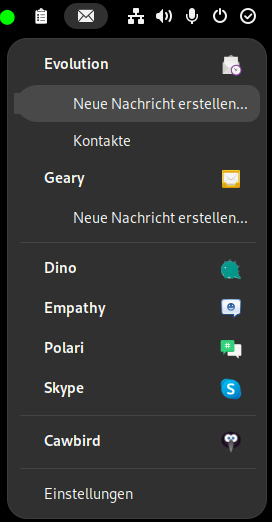 Evolution
Neue Nachricht erstellen...
Kontakte
Geary
Neue Nachricht erstellen...
Dino
Empathy
Polari
Skype
Cawbird
Einstellungen